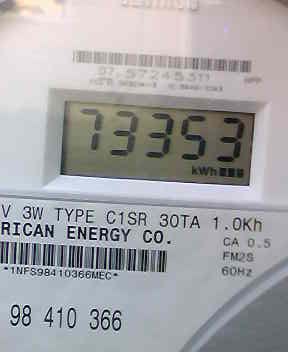 73353
kWh
V 3W TYPE C1SR 30TA 1.0Kh
RICAN ENERGY CO.
CA 0.5
FM2S
60Hz
*1NFS98410366MEC*
98 410 366